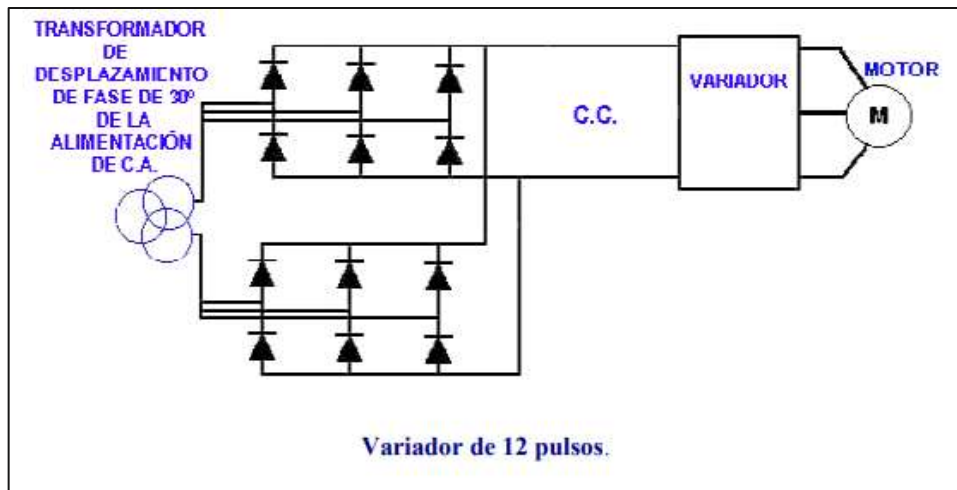 TRANSFORMADOR
DE
DESPLAZAMIENTO
DE FASE DE 30º
DE LA
ALIMENTACIÓN
DE C.A.
C.C.
VARIADOR
MOTOR
M
Variador de 12 pulsos.